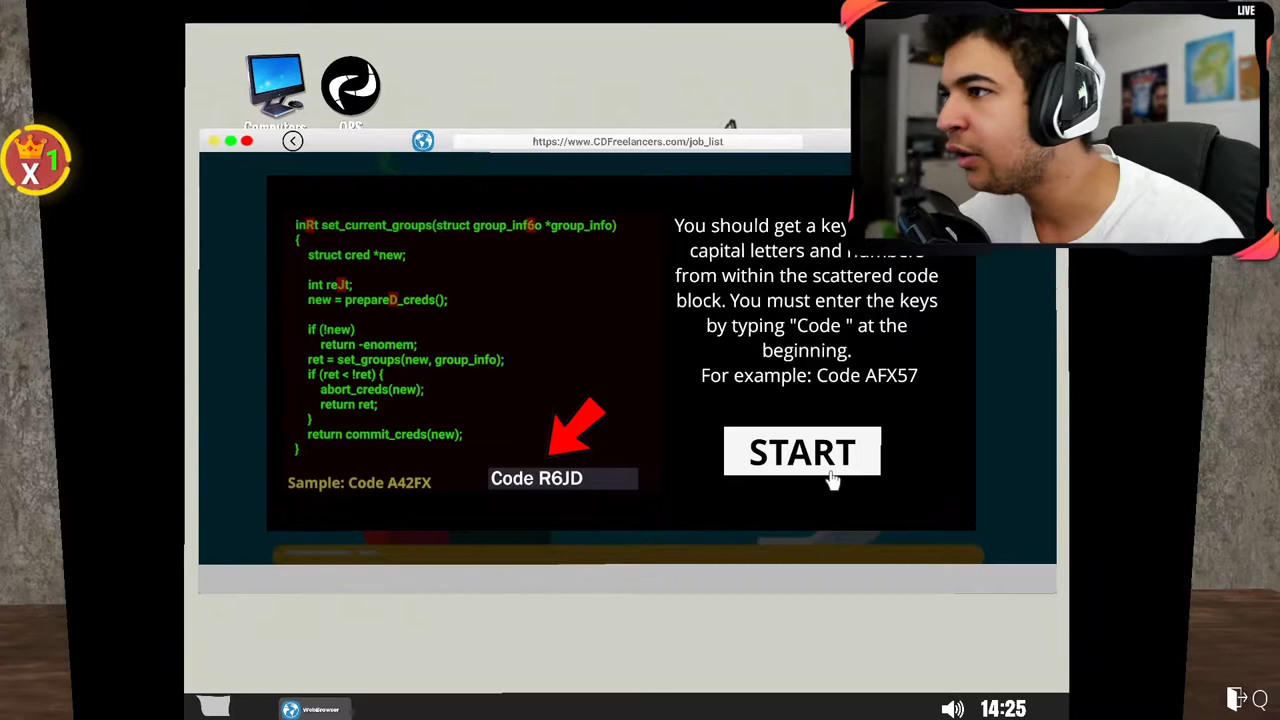 LIVE
X 1
https://www.CDFreelancers.com/job_list
inRt set_current_groups(struct group_inf6o *group_info)
{
struct cred *new;
int reJt;
new = prepareD_creds();
if (!new)
return -enomem;
ret = set_groups(new, group_info);
if (ret < !ret) {
abort_creds(new);
return ret;
}
return commit_creds(new);
}
Sample: Code A42FX
Code R6JD
You should get a key
capital letters and numbers
from within the scattered code
block. You must enter the keys
by typing "Code " at the
beginning.
For example: Code AFX57
START
WebBrowser
14:25
Q